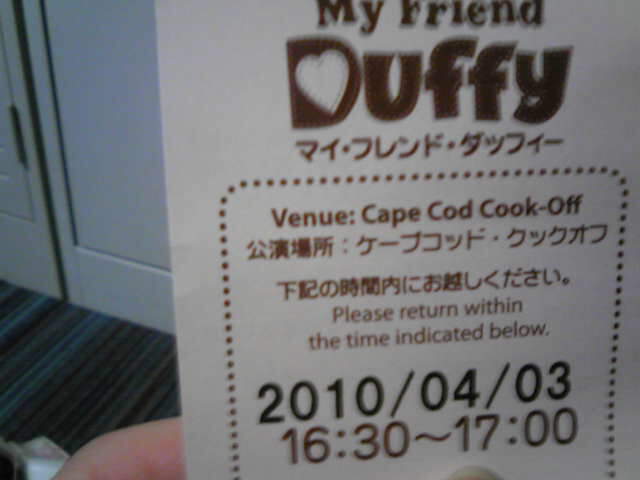 My Friend
Duffy
マイ・フレンド・ダッフィー
Venue: Cape Cod Cook-Off
公演場所：ケープコッド・クックオフ
下記の時間内にお越しください。
Please return within
the time indicated below.
2010/04/03
16:30～17:00